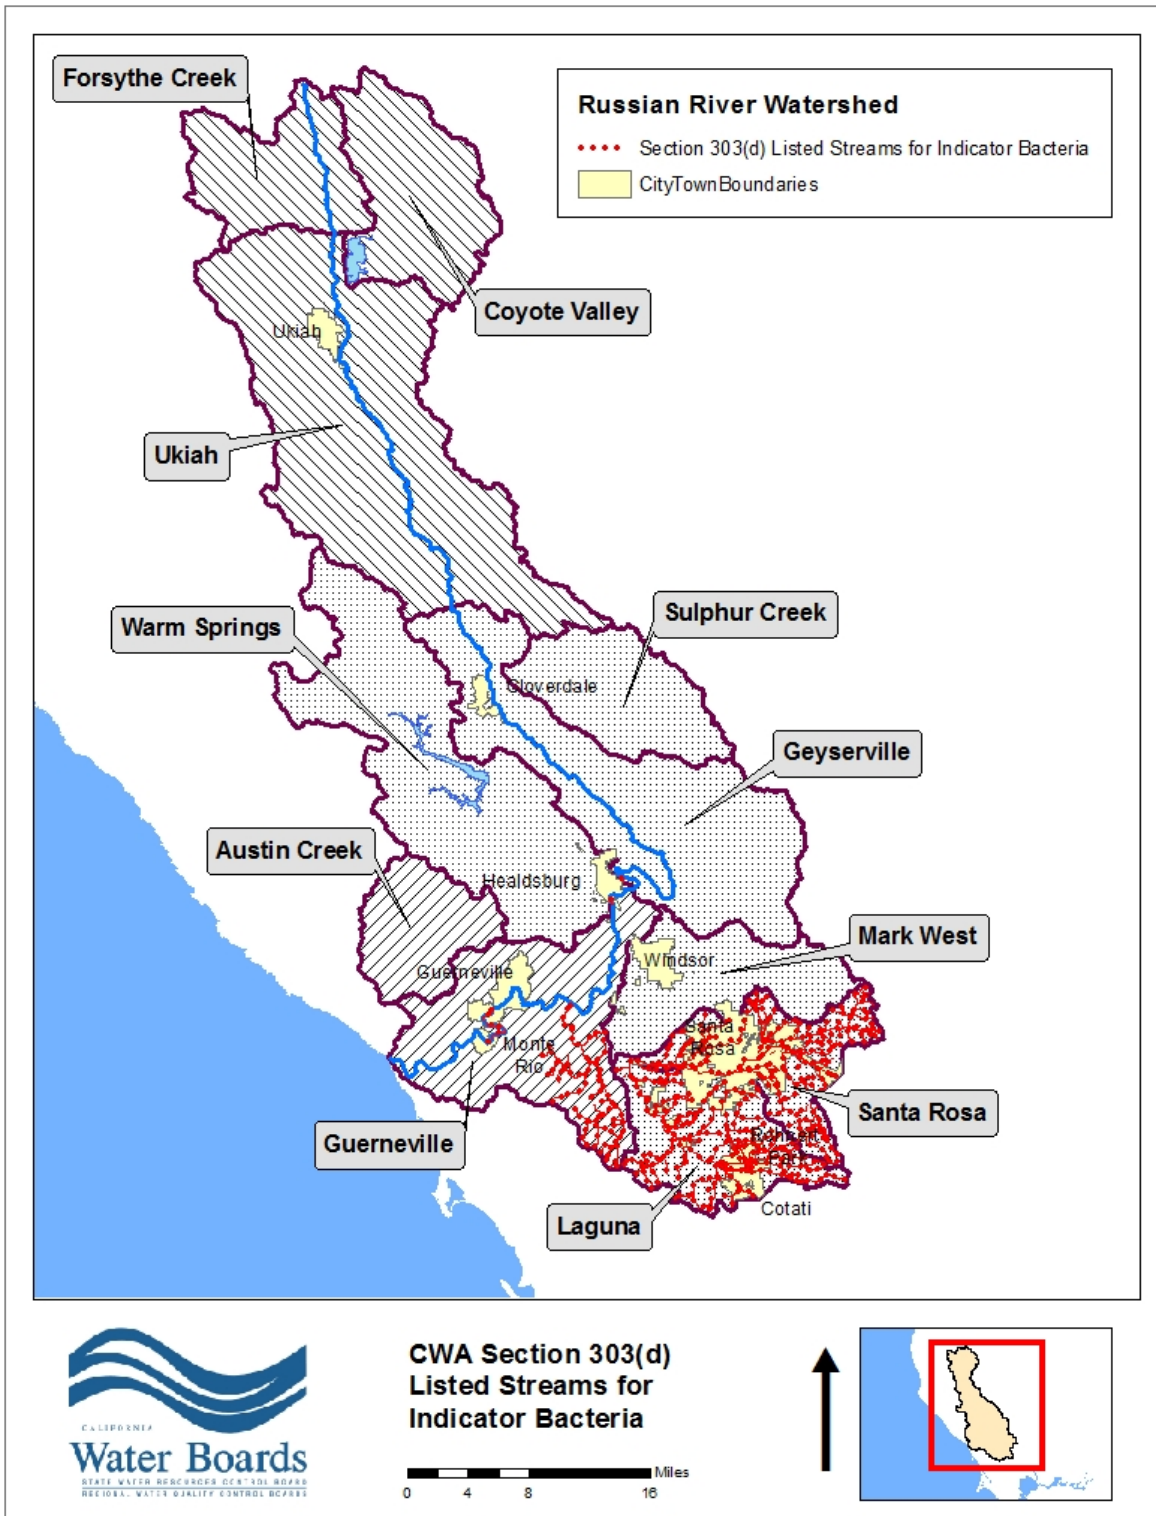 Forsythe Creek
Russian River Watershed
Section 303(d) Listed Streams for Indicator Bacteria
CityTownBoundaries
Coyote Valley
Ukiah
Ukiah
Sulphur Creek
Warm Springs
Cloverdale
Geyserville
Austin Creek
Healdsburg
Mark West
Windsor
Guerneville
Santa
Rosa
Monte
Rio
Santa Rosa
Guerneville
Rohnert
Park
Cotati
Laguna
CWA Section 303(d)
Listed Streams for
Indicator Bacteria
CALIFORNIA
Water Boards
STATE WATER RESOURCES CONTROL BOARD
REGIONAL WATER QUALITY CONTROL BOARDS
Miles
0 4 8 16